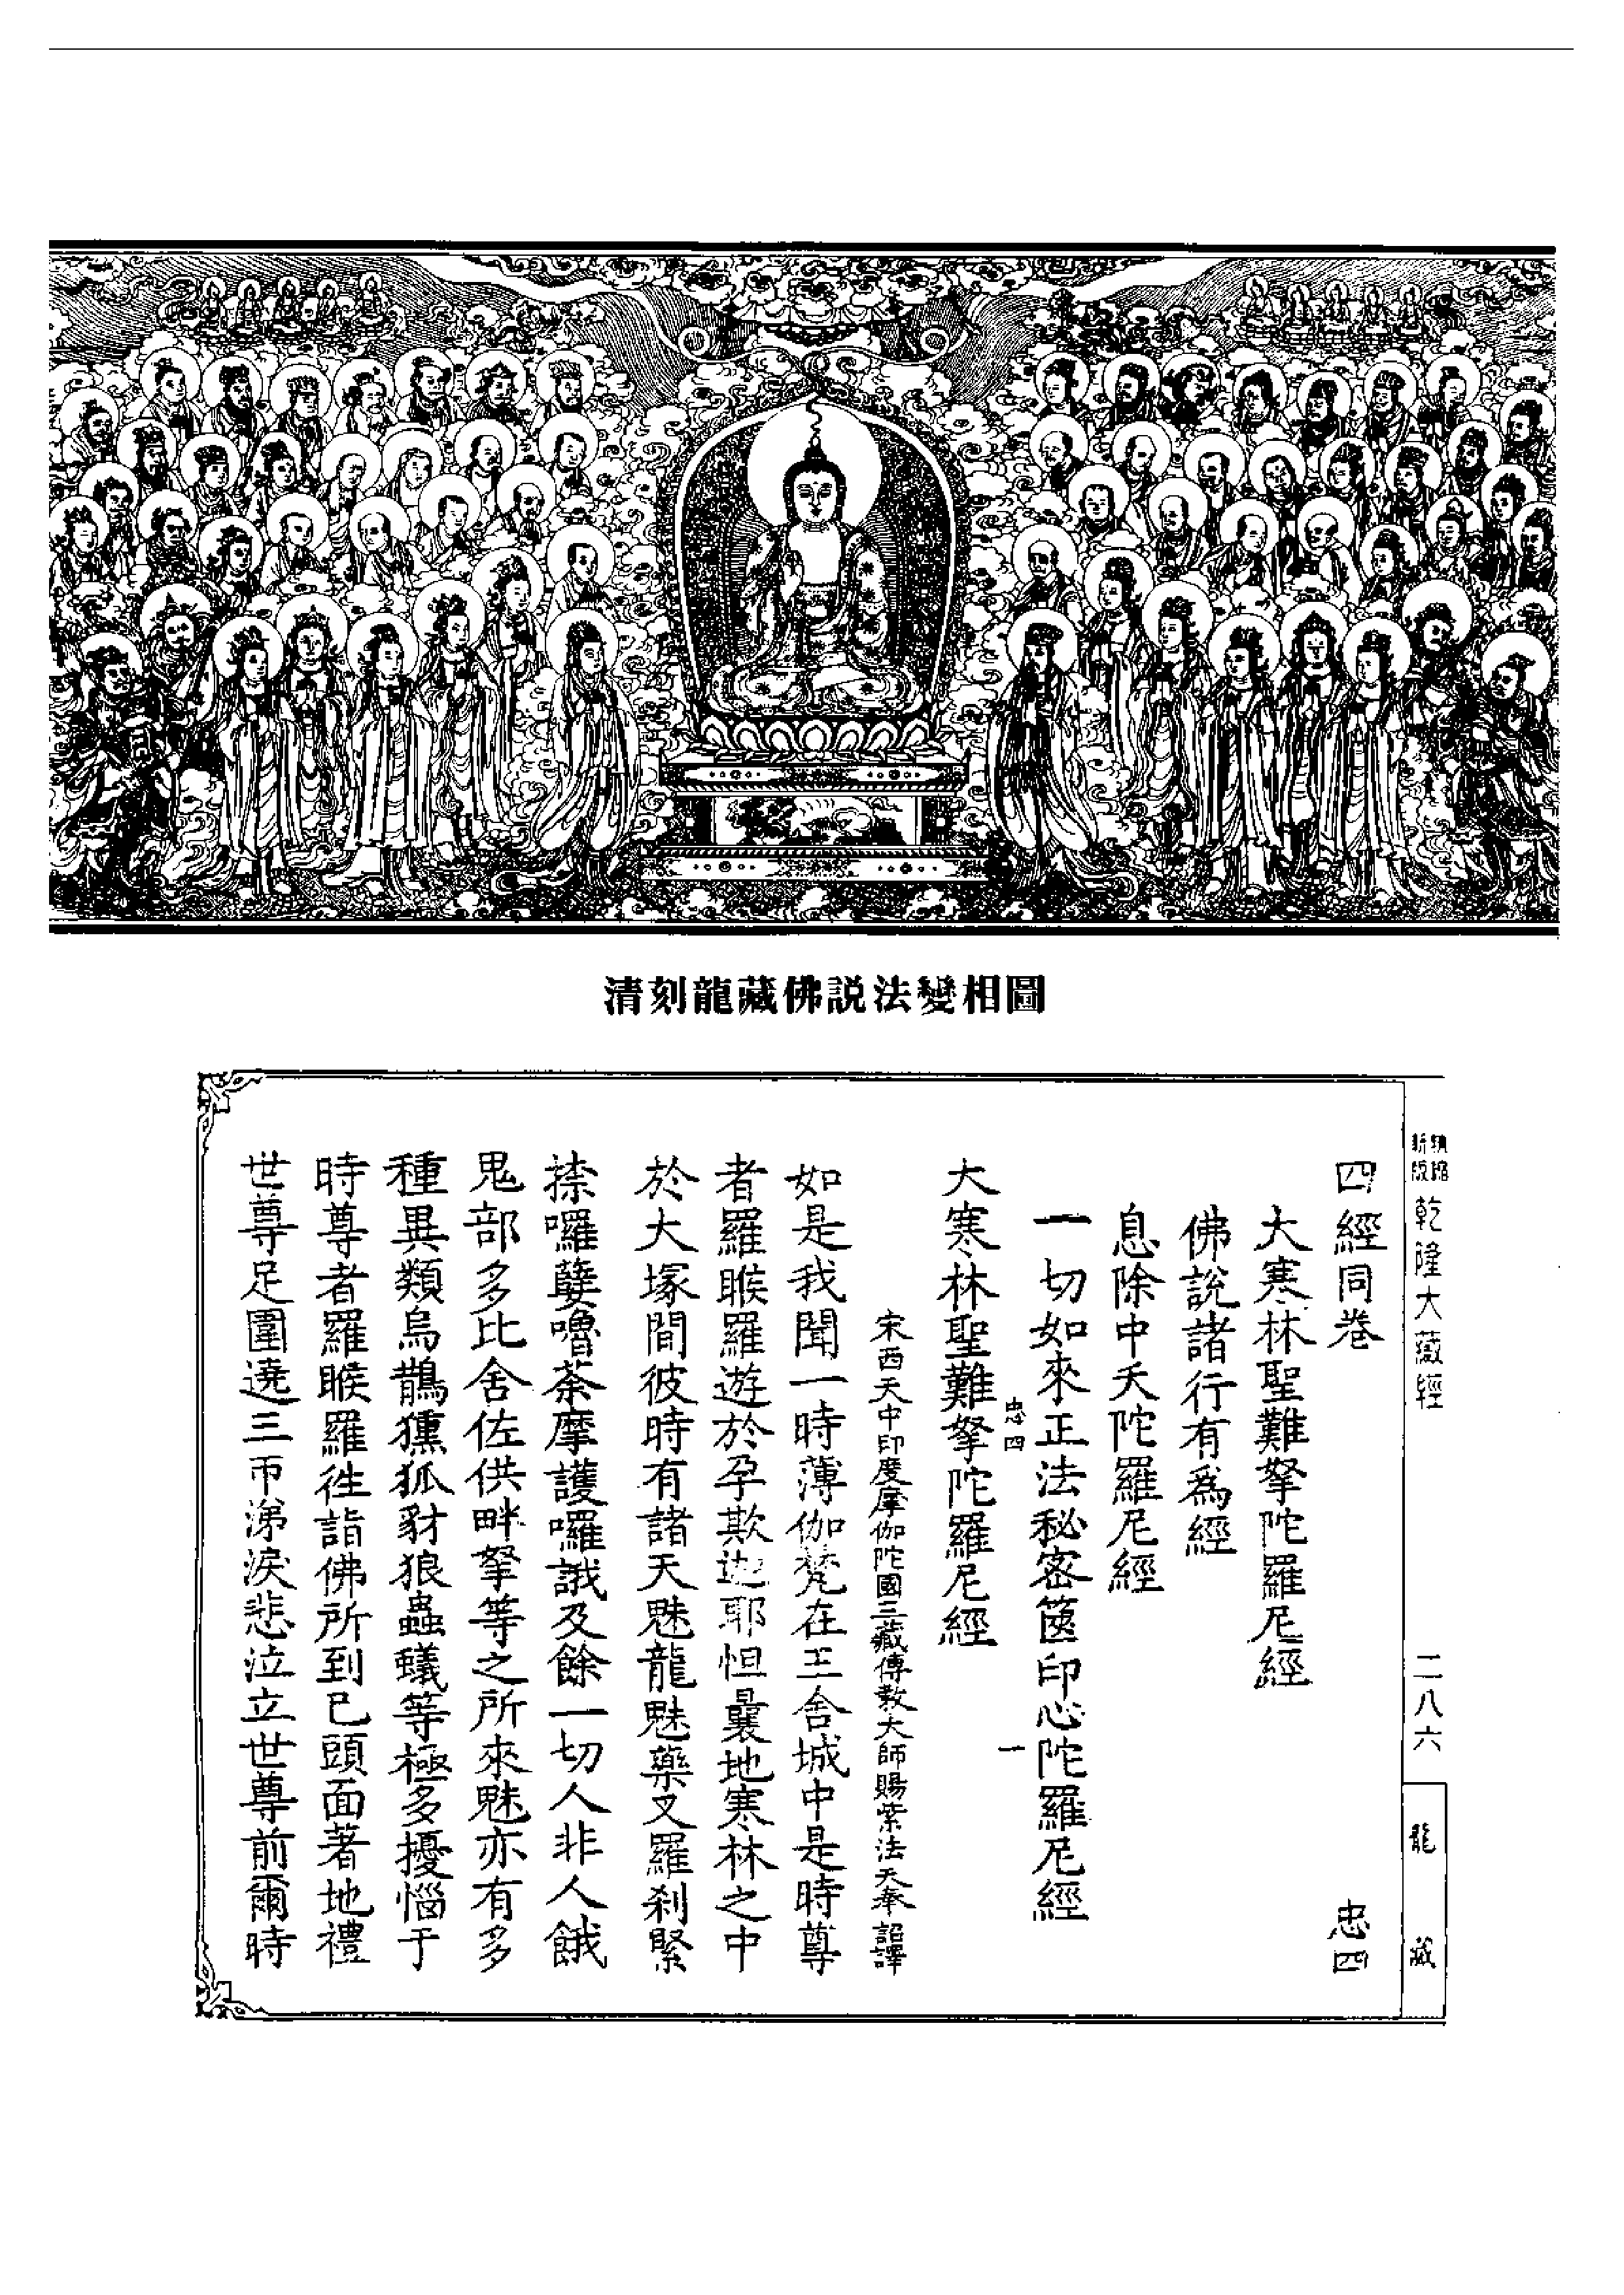 清刻龍藏佛説法變相圖
乾隆大藏經
二八六
龍藏
四經同卷 忠四
大寒林聖難拏陀羅尼經
佛說諸行有為經
息除中夭陀羅尼經
一切如來正法秘密篋印心陀羅尼經
忠四 一
大寒林聖難拏陀羅尼經
宋西天中印度摩伽陀國三藏傳教大師賜紫法天奉詔譯
如是我聞一時薄伽梵在王舍城中是時尊
者羅睺羅遊於孕欺迦耶怛曩地寒林之中
於大塚間彼時有諸天魅龍魅藥叉羅剎緊
捺囉嬖嚕荼摩護囉誐及餘一切人非人餓
鬼部多比舍佐供畔拏等之所來魅亦有多
種異類烏鵲獯狐豺狼蟲蟻等極多擾惱于
時尊者羅睺羅徃詣佛所到已頭面著地禮
世尊足圍遶三帀涕淚悲泣立世尊前爾時